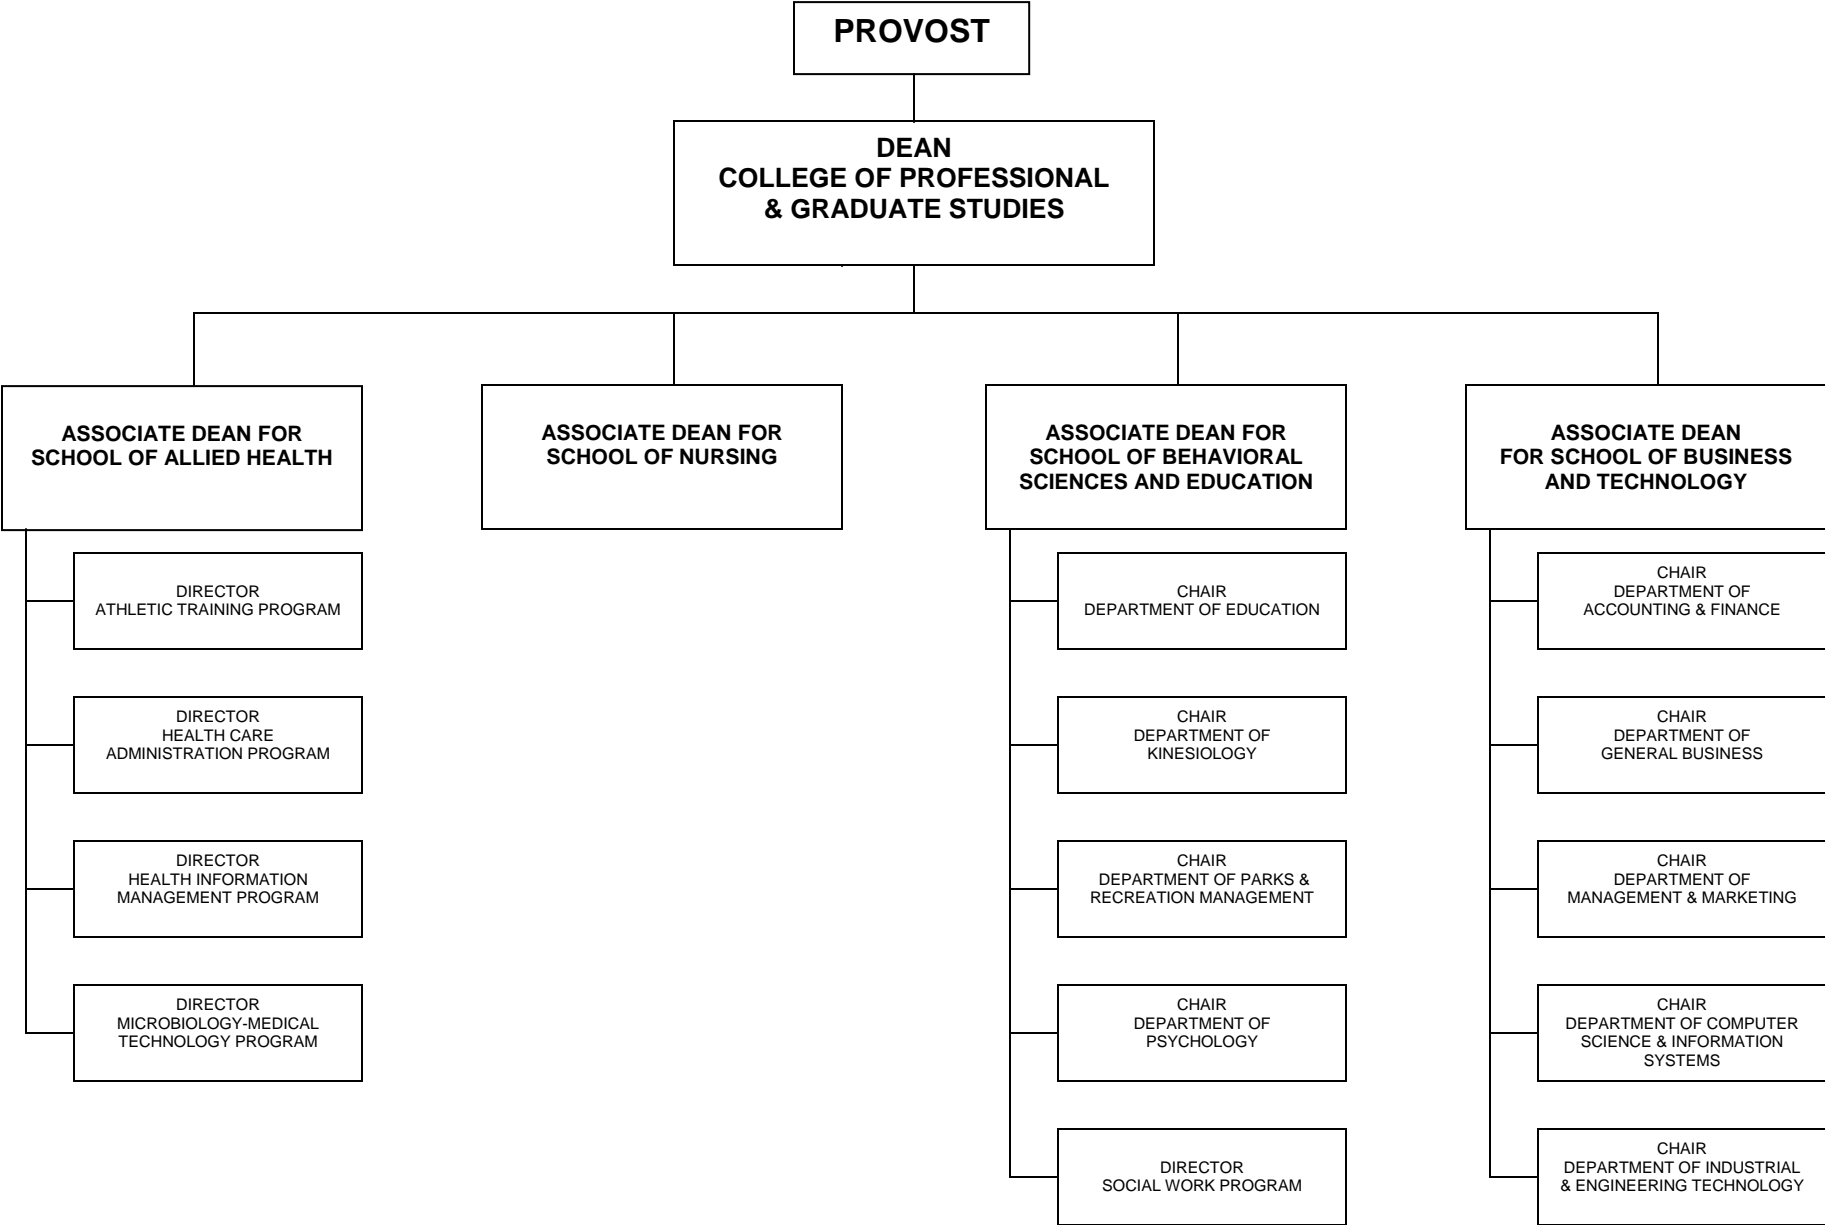 PROVOST
DEAN
COLLEGE OF PROFESSIONAL
& GRADUATE STUDIES
ASSOCIATE DEAN FOR
SCHOOL OF ALLIED HEALTH
ASSOCIATE DEAN FOR
SCHOOL OF NURSING
ASSOCIATE DEAN FOR
SCHOOL OF BEHAVIORAL
SCIENCES AND EDUCATION
ASSOCIATE DEAN
FOR SCHOOL OF BUSINESS
AND TECHNOLOGY
DIRECTOR
ATHLETIC TRAINING PROGRAM
DIRECTOR
HEALTH CARE
ADMINISTRATION PROGRAM
DIRECTOR
HEALTH INFORMATION
MANAGEMENT PROGRAM
DIRECTOR
MICROBIOLOGY-MEDICAL
TECHNOLOGY PROGRAM
CHAIR
DEPARTMENT OF EDUCATION
CHAIR
DEPARTMENT OF
KINESIOLOGY
CHAIR
DEPARTMENT OF PARKS &
RECREATION MANAGEMENT
CHAIR
DEPARTMENT OF
PSYCHOLOGY
DIRECTOR
SOCIAL WORK PROGRAM
CHAIR
DEPARTMENT OF
ACCOUNTING & FINANCE
CHAIR
DEPARTMENT OF
GENERAL BUSINESS
CHAIR
DEPARTMENT OF
MANAGEMENT & MARKETING
CHAIR
DEPARTMENT OF COMPUTER
SCIENCE & INFORMATION
SYSTEMS
CHAIR
DEPARTMENT OF INDUSTRIAL
& ENGINEERING TECHNOLOGY